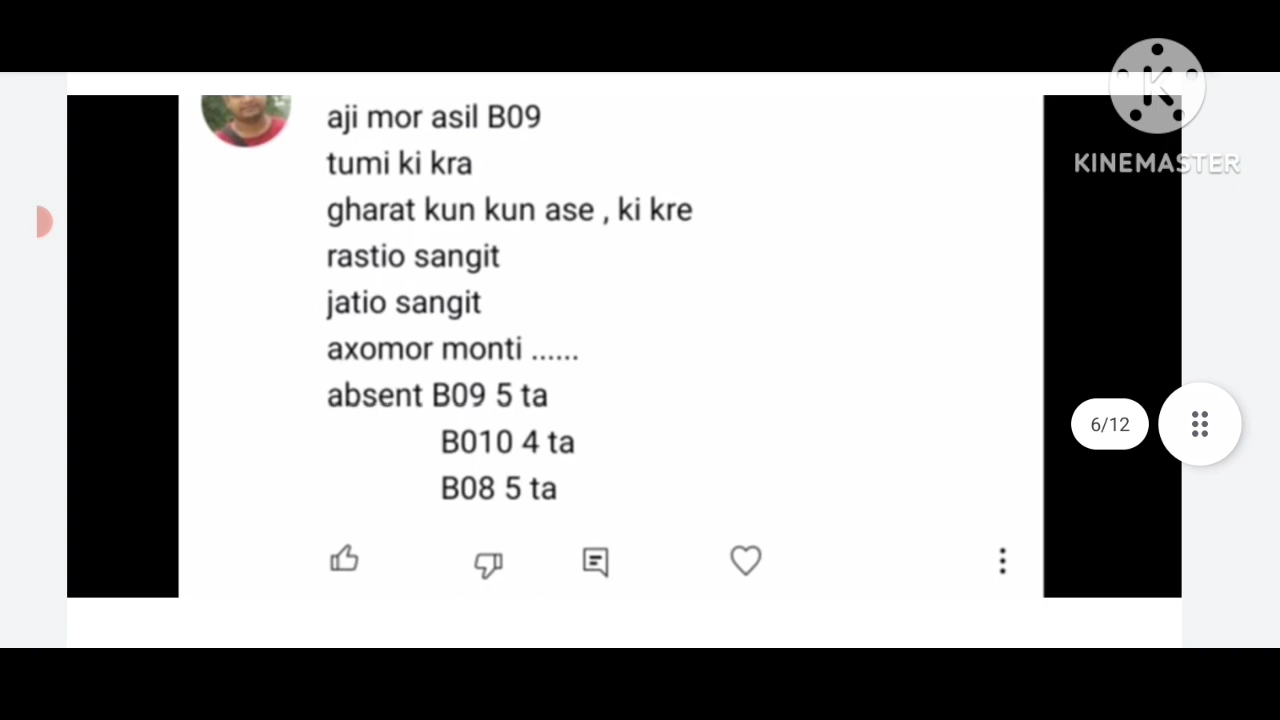 aji mor asil B09
tumi ki kra
gharat kun kun ase , ki kre
rastio sangit
jatio sangit
axomor monti ......
absent B09 5 ta
B010 4 ta
B08 5 ta
K
KINEMASTER
6/12